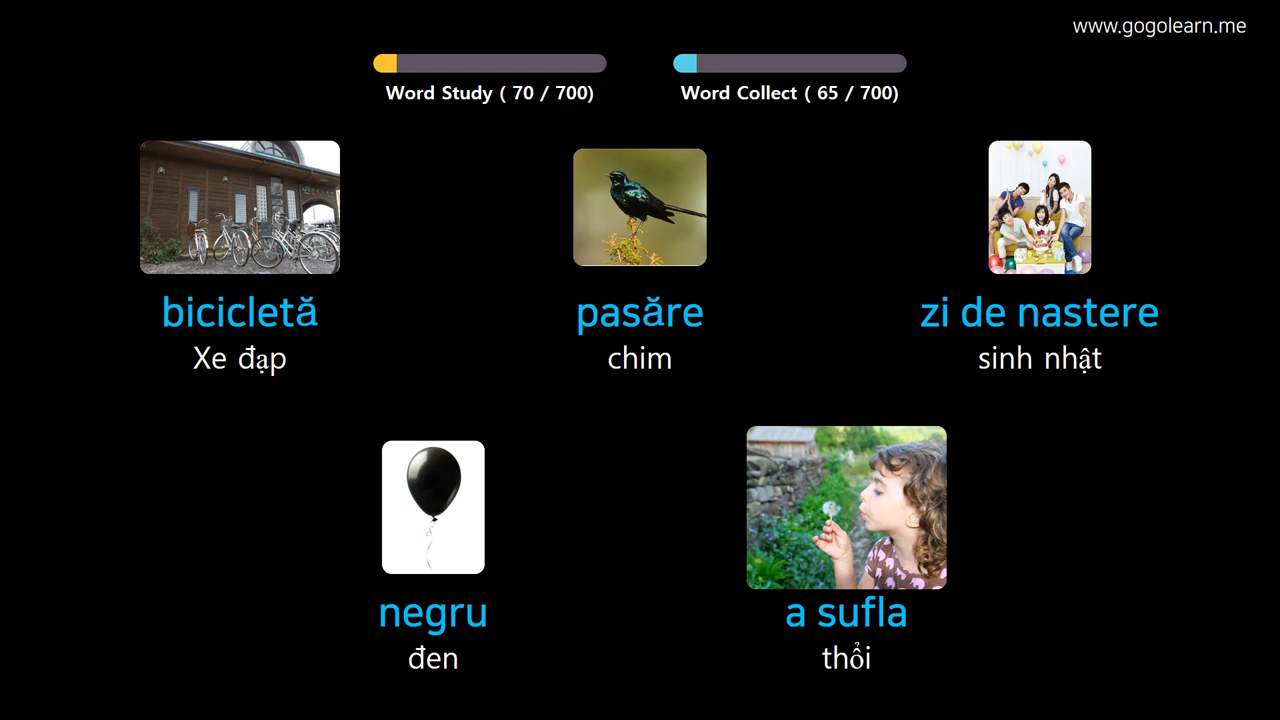 www.gogolearn.me
Word Study ( 70 / 700)
Word Collect ( 65 / 700)
bicicletă
pasăre
zi de nastere
Xe đạp
chim
sinh nhật
negru
a sufla
đen
thổi